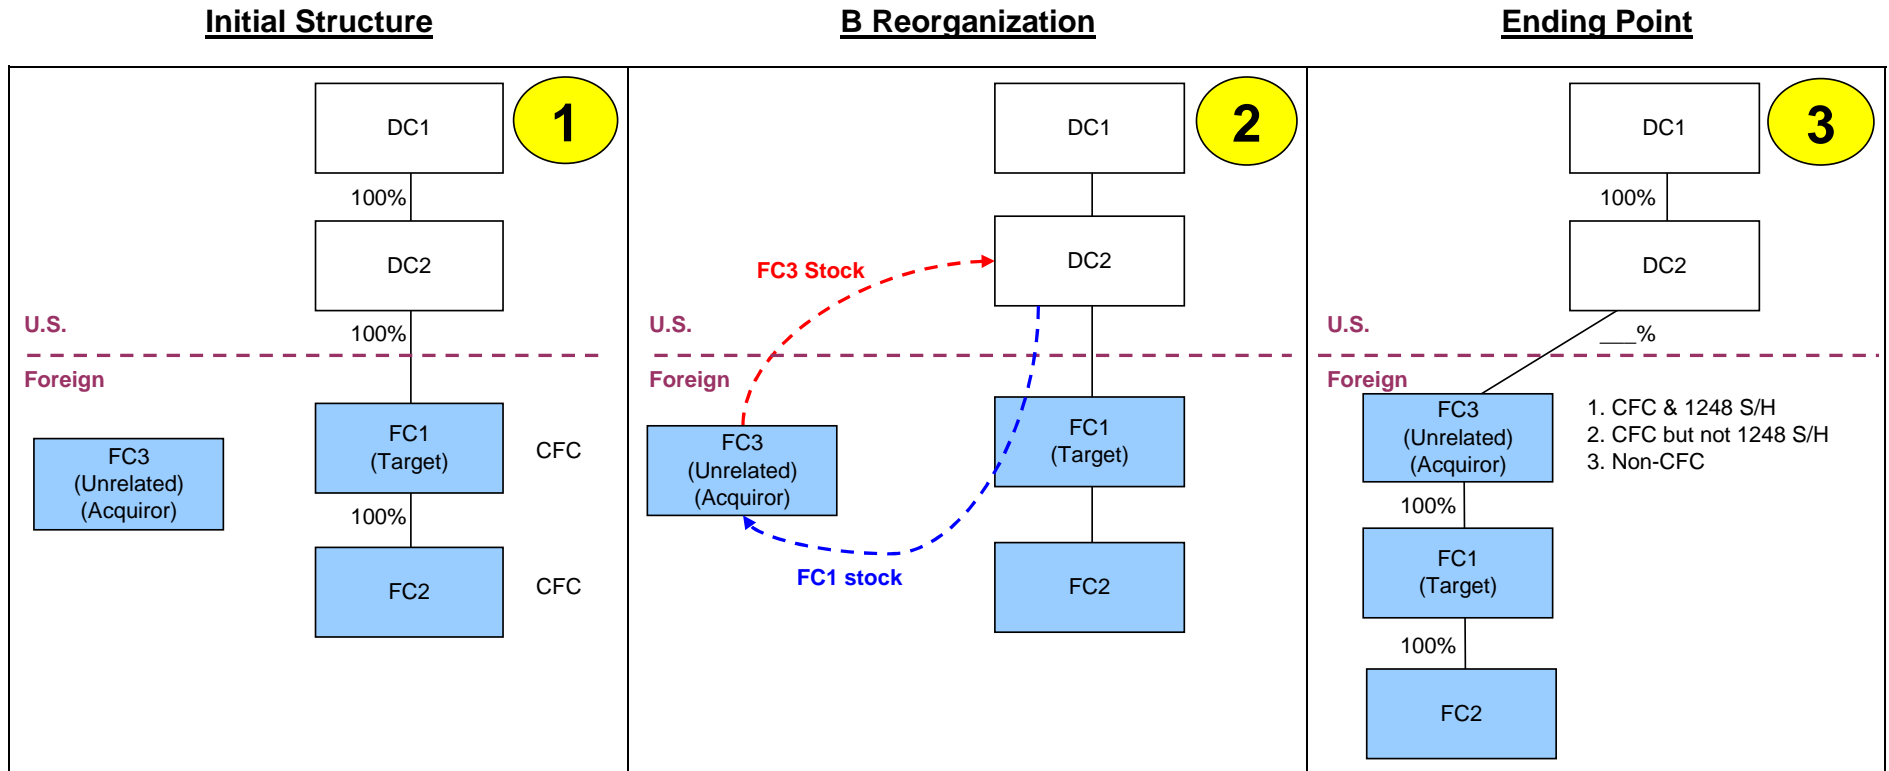 Initial Structure
1
DC1
100%
DC2
U.S.
100%
Foreign
FC3
(Unrelated)
(Acquiror)
FC1
(Target)
CFC
100%
FC2
CFC
B Reorganization
2
DC1
FC3 Stock
DC2
U.S.
Foreign
FC3
(Unrelated)
(Acquiror)
FC1
(Target)
FC1 stock
FC2
Ending Point
3
DC1
100%
DC2
U.S.
___%
Foreign
FC3
(Unrelated)
(Acquiror)
1. CFC & 1248 S/H
2. CFC but not 1248 S/H
3. Non-CFC
100%
FC1
(Target)
100%
FC2